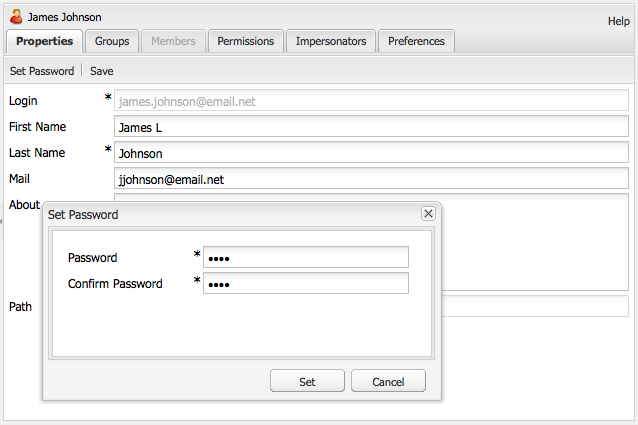 James Johnson
Help
Properties Groups Members Permissions Impersonators Preferences
Set Password Save
Login * james.johnson@email.net
First Name James L
Last Name * Johnson
Mail jjohnson@email.net
About
Set Password
Password * ••••
Confirm Password * ••••
Path
Set Cancel